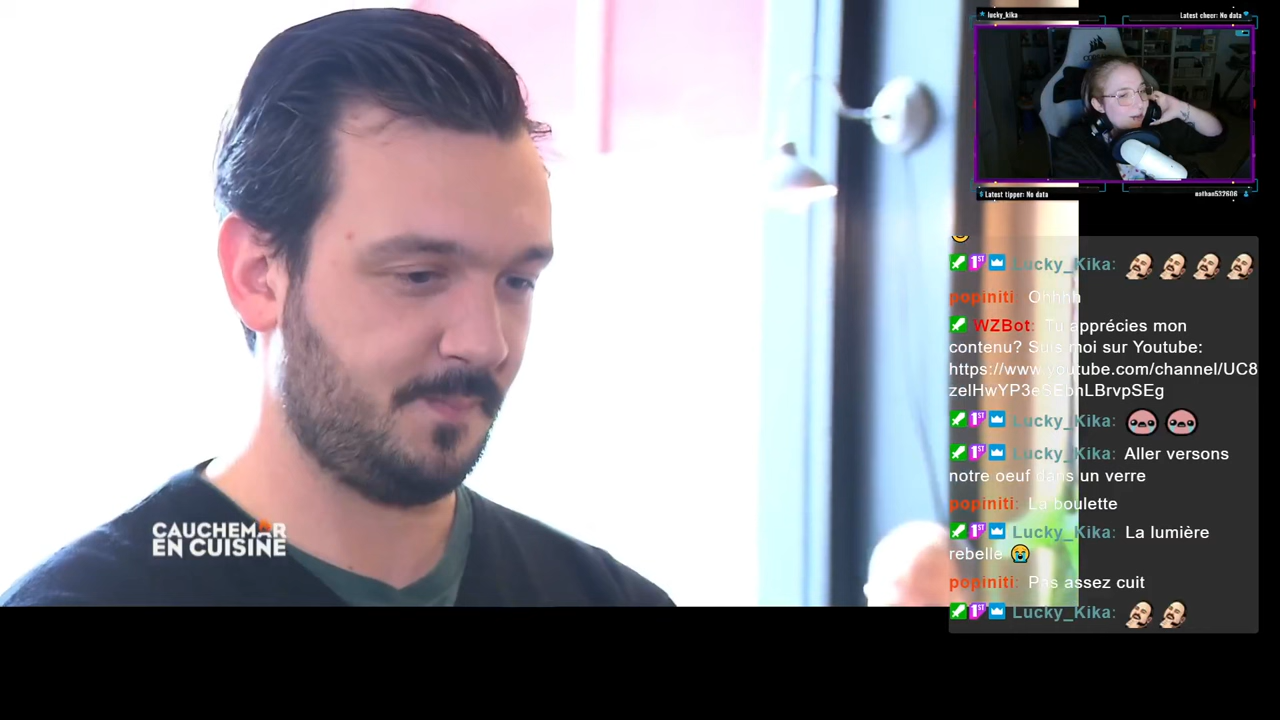 lucky_kika
Latest cheer: No data
Latest tipper: No data
nathan532606
Lucky_Kika:
popiniti: Ohhhh
WZBot: Tu apprécies mon
contenu? Suis moi sur Youtube:
https://www.youtube.com/channel/UC8
zelHwYP3eSEbhLBrvpSEg
Lucky_Kika:
Lucky_Kika: Aller versons
notre oeuf dans un verre
popiniti: La boulette
Lucky_Kika: La lumière
rebelle
popiniti: Pas assez cuit
Lucky_Kika:
CAUCHEMAR
EN CUISINE